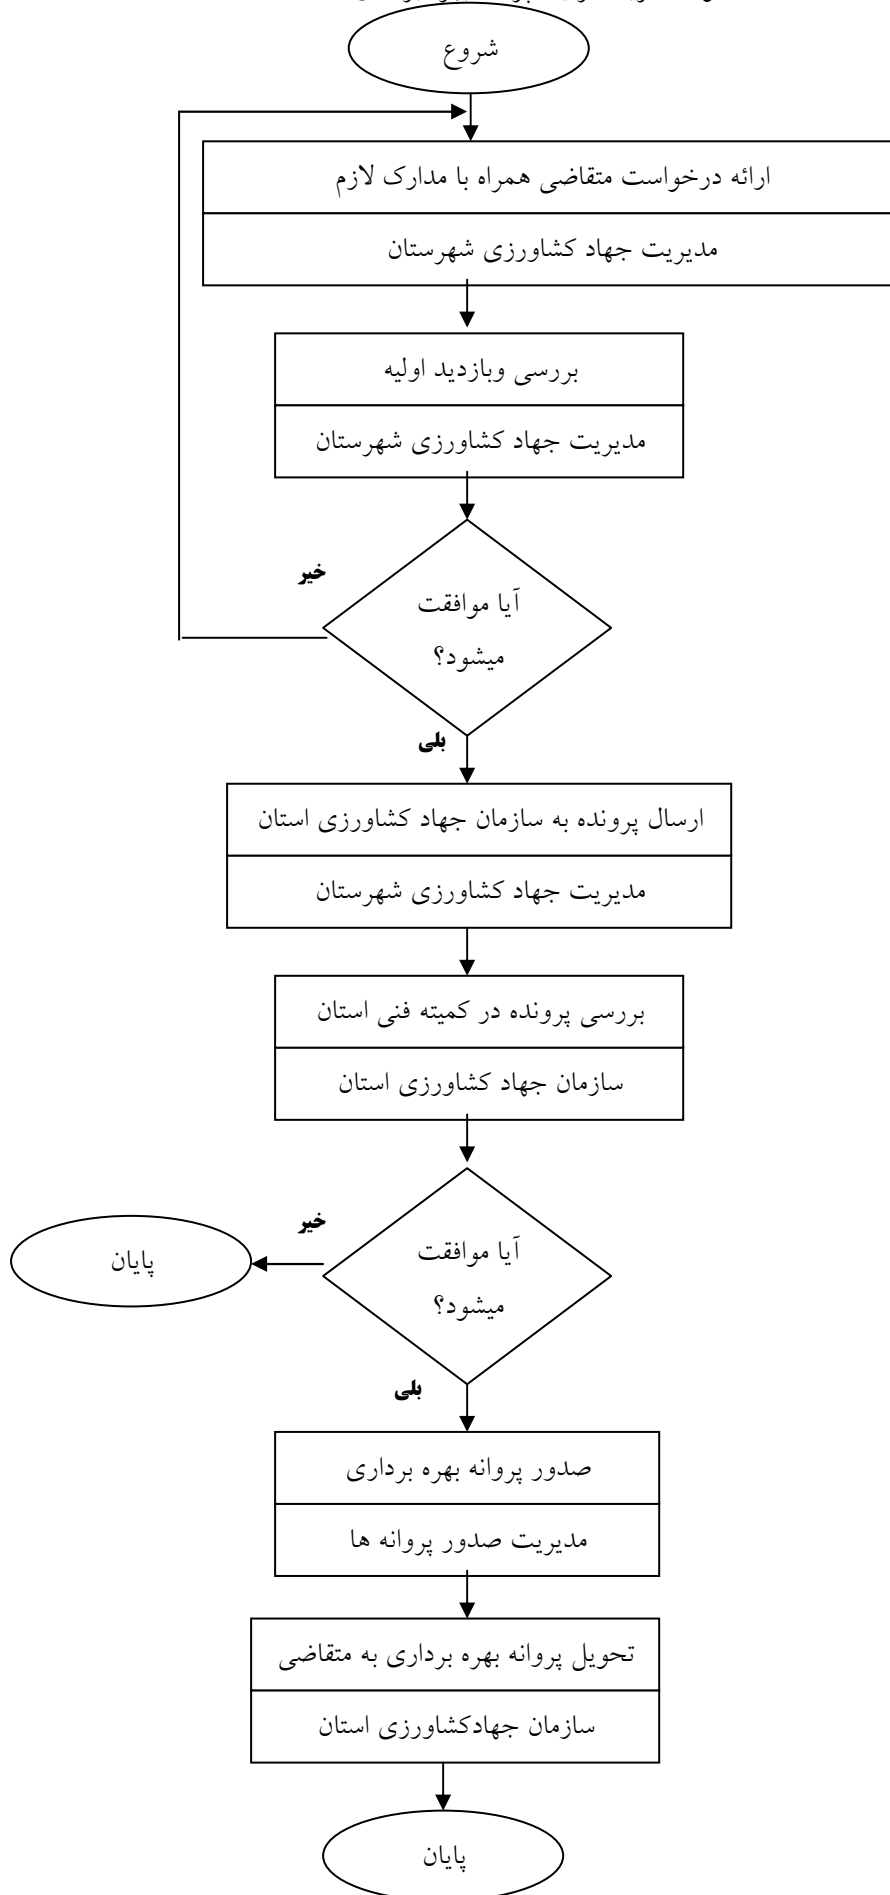 شروع
ارائه درخواست متقاضی همراه با مدارک لازم
مدیریت جهاد کشاورزی شهرستان
بررسی وبازدید اولیه
مدیریت جهاد کشاورزی شهرستان
خیر
آیا موافقت
میشود؟
بلی
ارسال پرونده به سازمان جهاد کشاورزی استان
مدیریت جهاد کشاورزی شهرستان
بررسی پرونده در کمیته فنی استان
سازمان جهاد کشاورزی استان
خیر
آیا موافقت
میشود؟
پایان
بلی
صدور پروانه بهره برداری
مدیریت صدور پروانه ها
تحویل پروانه بهره برداری به متقاضی
سازمان جهادکشاورزی استان
پایان